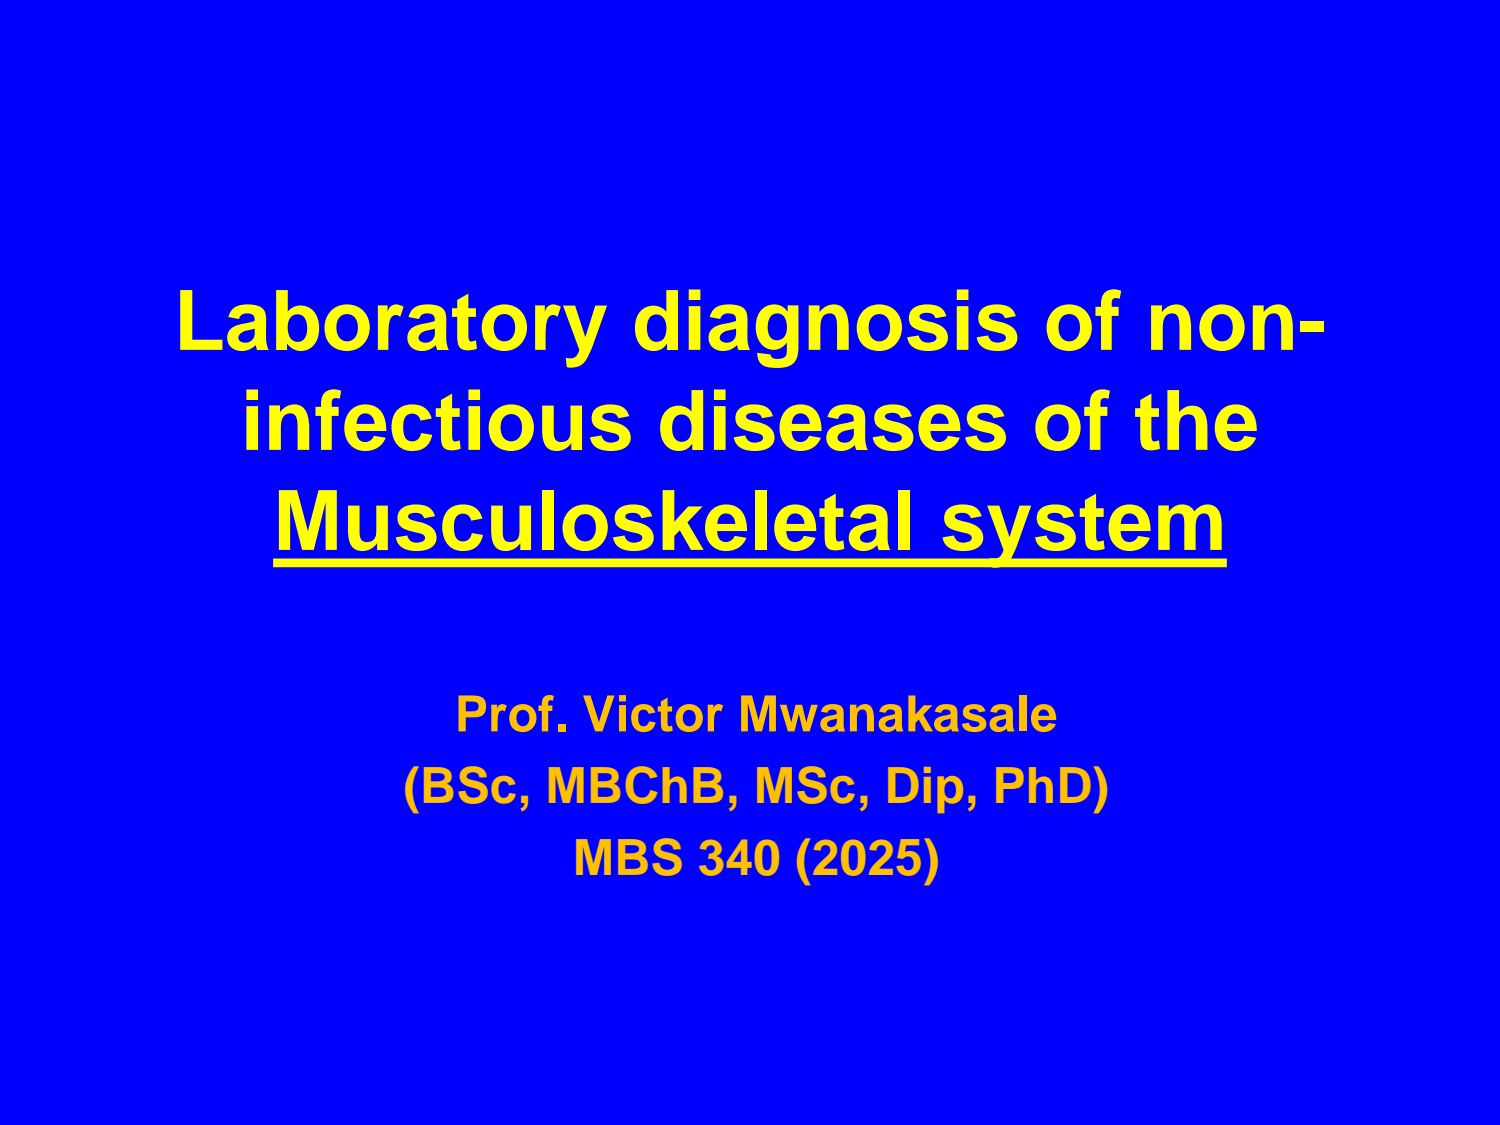 Laboratory diagnosis of non-
infectious diseases of the
Musculoskeletal system
Prof. Victor Mwanakasale
(BSc, MBChB, MSc, Dip, PhD)
MBS 340 (2025)